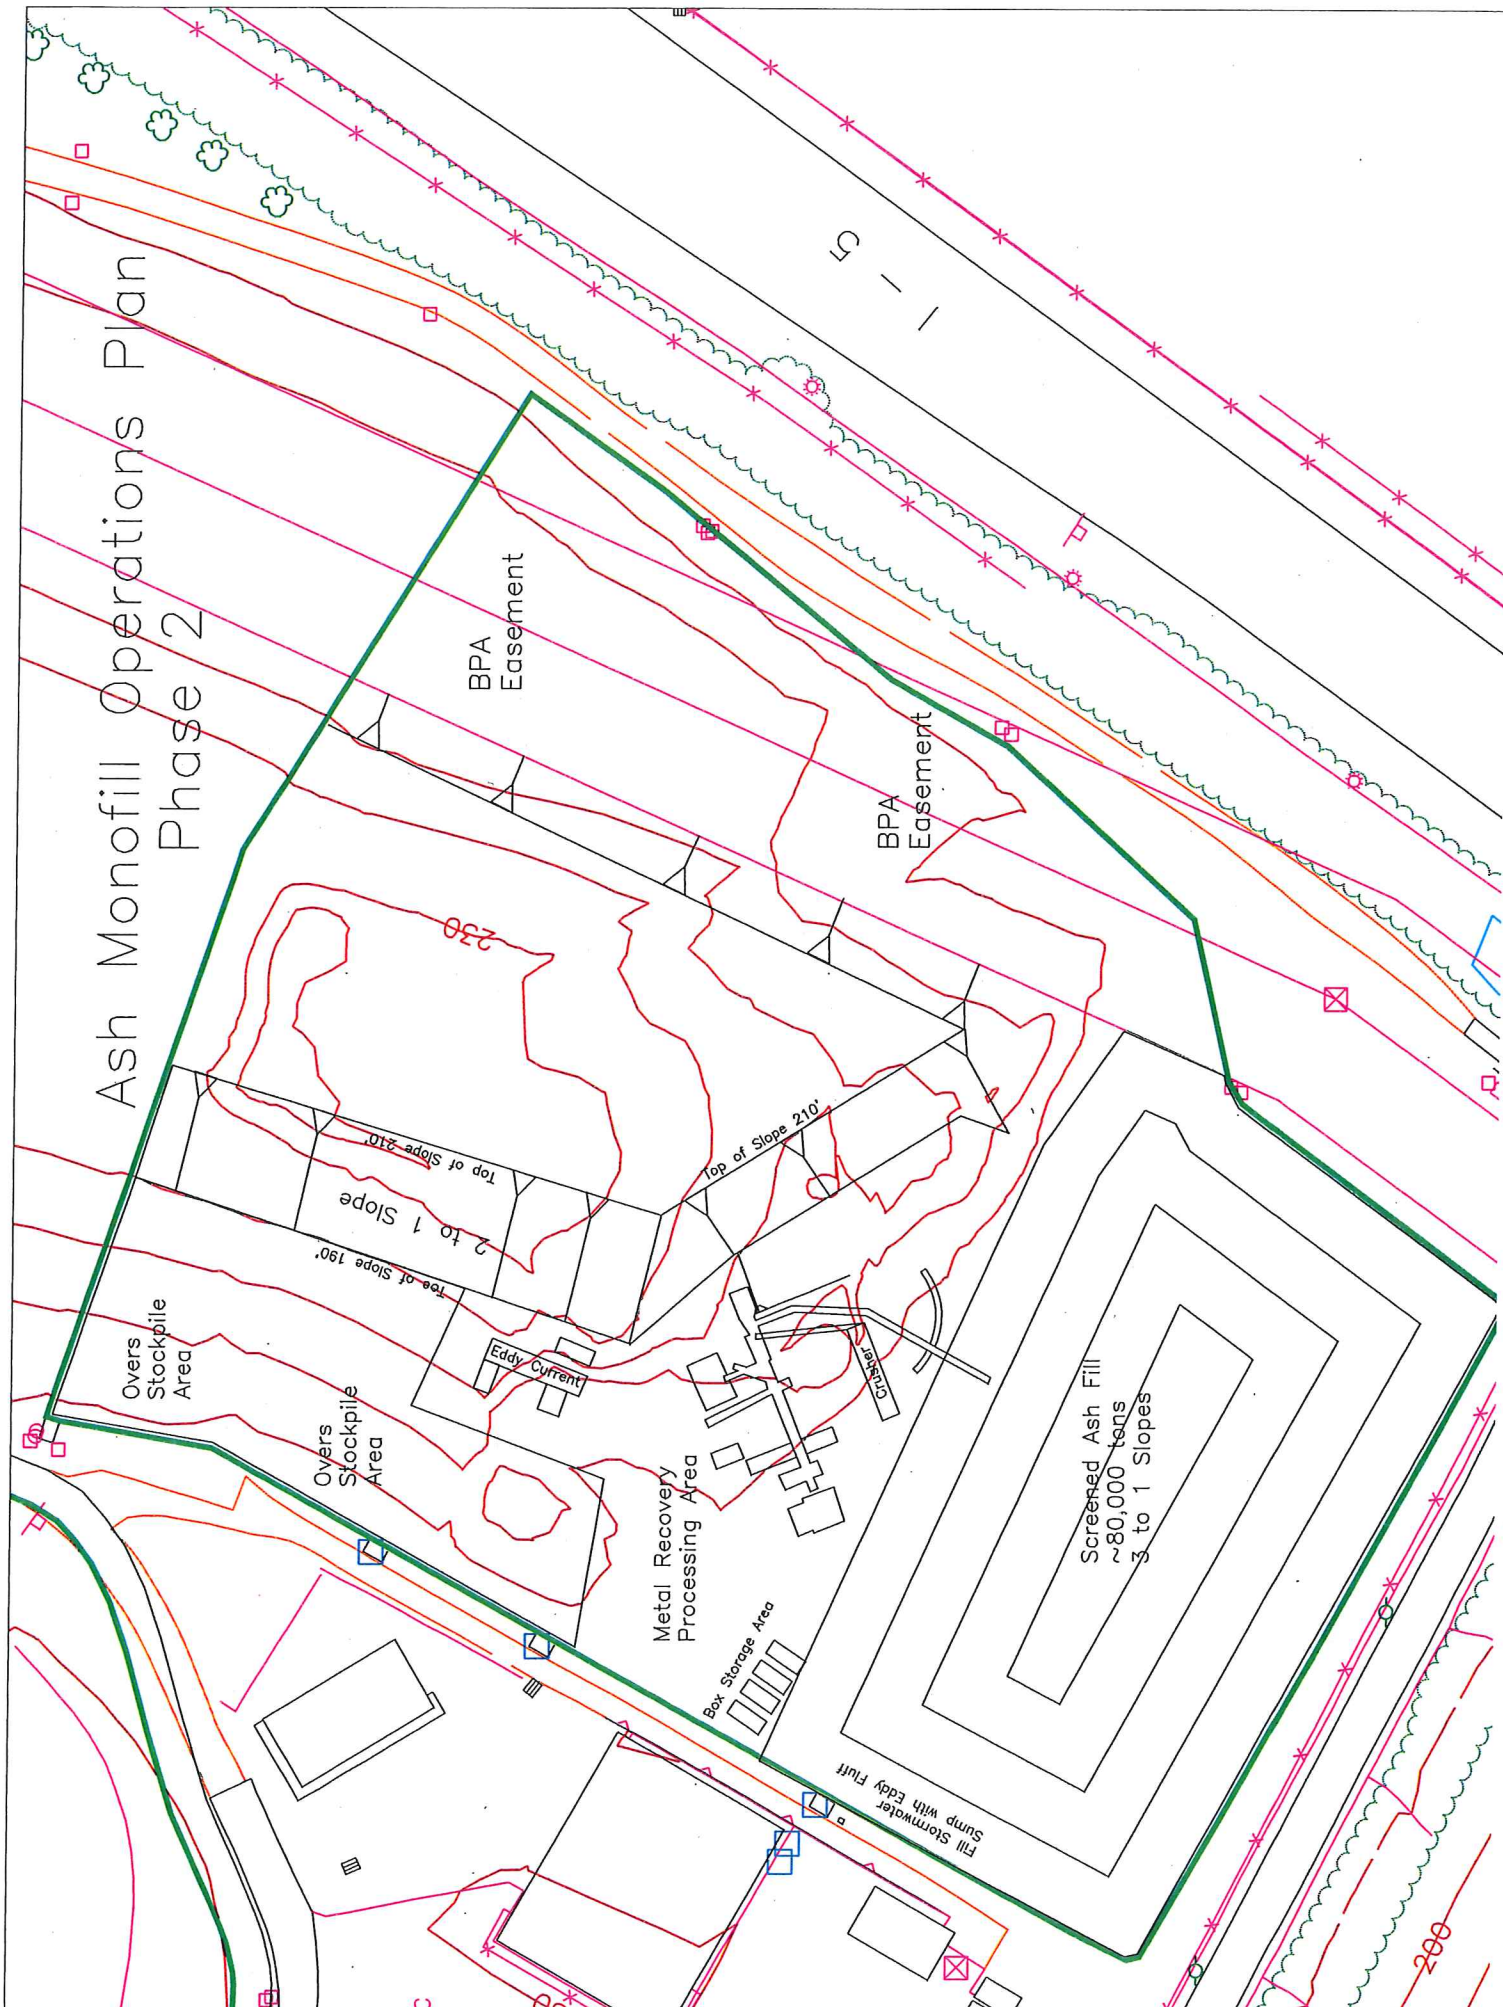 Ash Monofill Operations Plan
Phase 2
I – 5
BPA
Easement
BPA
Easement
230
Top of Slope 210'
Top of Slope 210'
2 to 1 Slope
Toe of Slope 190'
Overs
Stockpile
Area
Overs
Stockpile
Area
Eddy Current
Crusher
Metal Recovery
Processing Area
Box Storage Area
Screened Ash Fill
~80,000 tons
3 to 1 Slopes
Fill Stormwater
Sump with Eddy Fluff
200